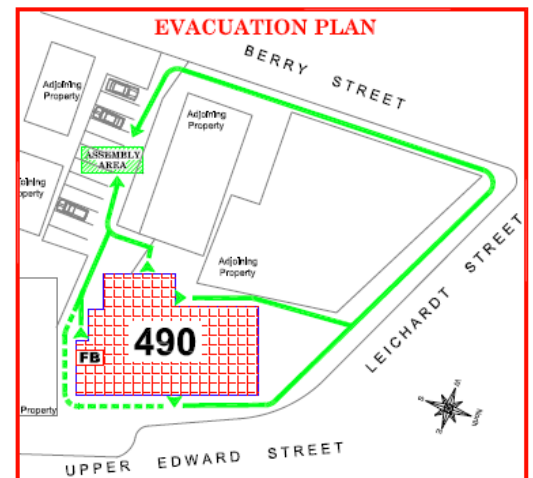 EVACUATION PLAN
BERRY STREET
Adjoining
Property
Adjoining
Property
ASSEMBLY
AREA
Adjoining
Property
LEICHARDT STREET
490
FB
Property
UPPER EDWARD STREET
W
S
North
E